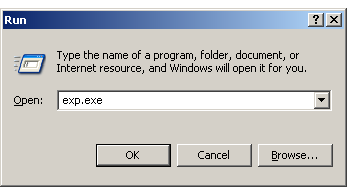 Run
Type the name of a program, folder, document, or
Internet resource, and Windows will open it for you.
Open: exp.exe
OK Cancel Browse...